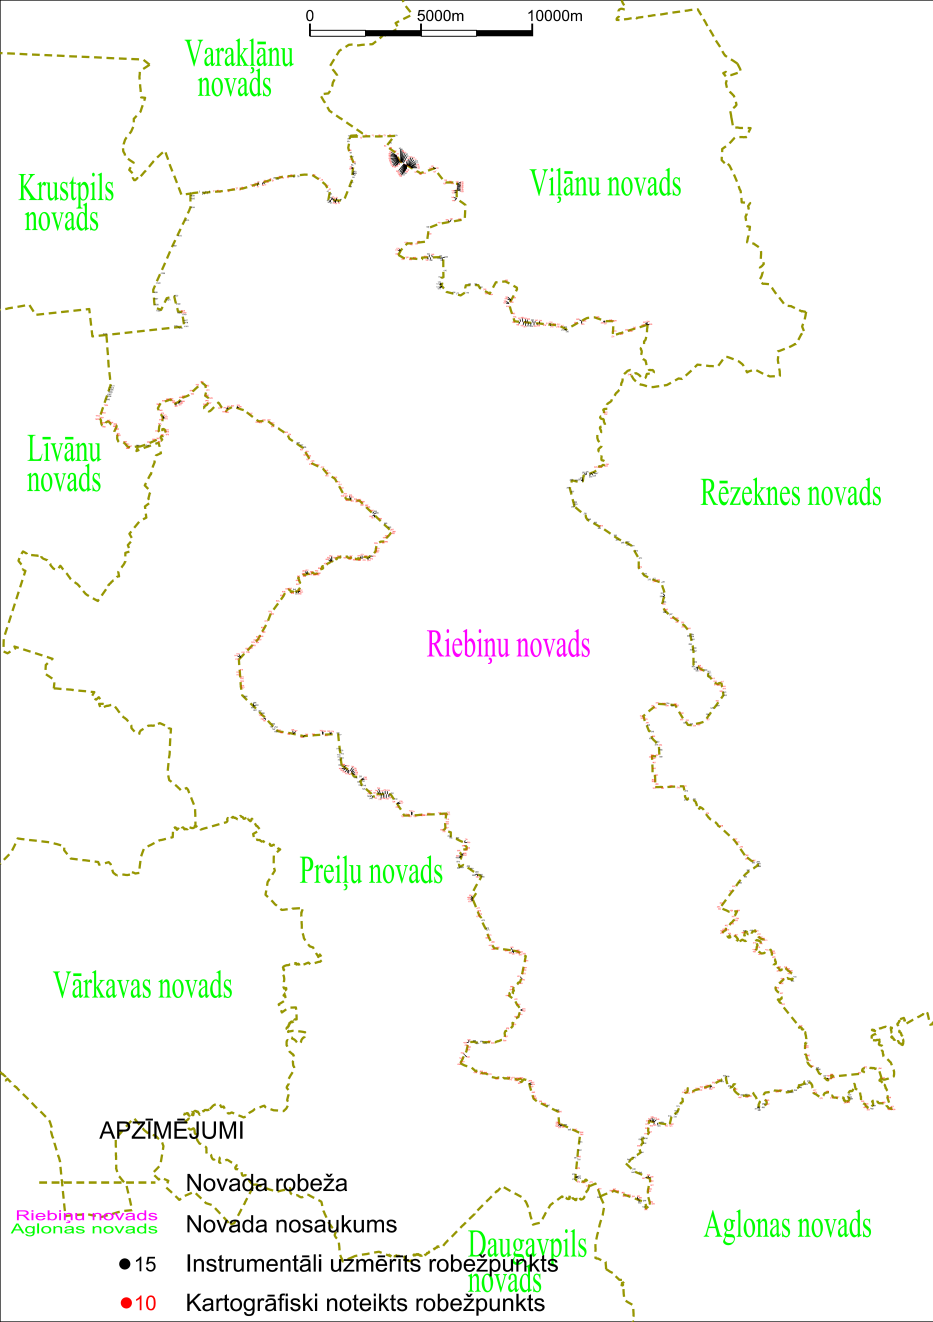 0 5000m 10000m
Varakļānu
novads
Krustpils
novads
Viļānu novads
Līvānu
novads
Rēzeknes novads
Riebiņu novads
Preiļu novads
Vārkavas novads
APZĪMĒJUMI
Novada robeža
Riebiņu novads
Aglonas novads
Novada nosaukums
Aglonas novads
Daugavpils
novads
15 Instrumentāli uzmērīts robežpunkts
10 Kartogrāfiski noteikts robežpunkts